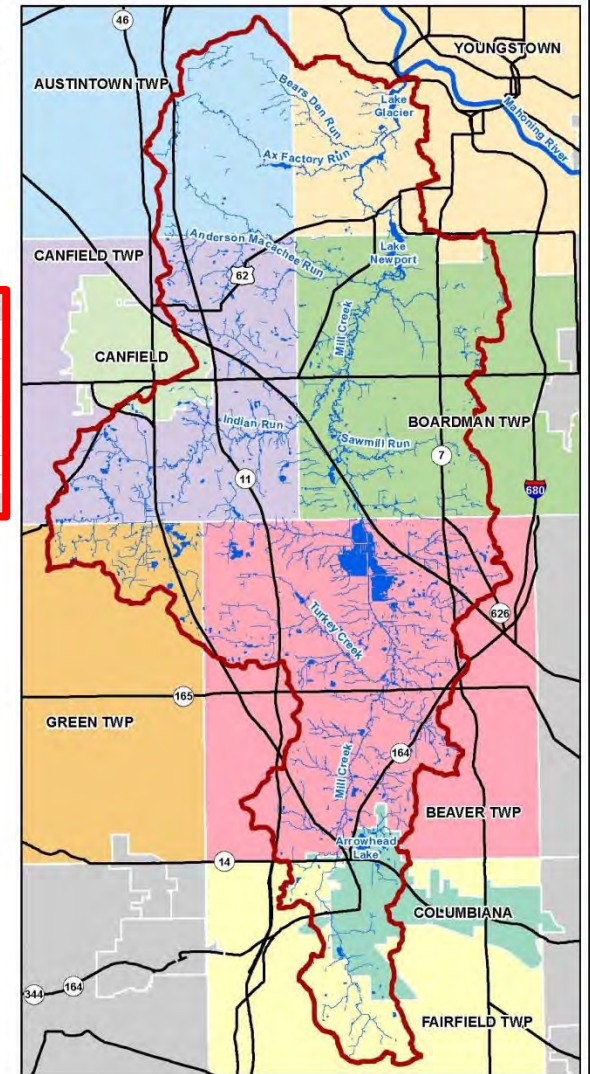 46
YOUNGSTOWN
AUSTINTOWN TWP
Bears Den Run
Lake
Glacier
Mahoning River
Ax Factory Run
Anderson Macachee Run
CANFIELD TWP
62
Lake
Newport
Mill Creek
CANFIELD
Indian Run
Sawmill Run
BOARDMAN TWP
7
11
680
Turkey Creek
626
165
GREEN TWP
Mill Creek
164
BEAVER TWP
Arrowhead
Lake
14
COLUMBIANA
344
164
FAIRFIELD TWP